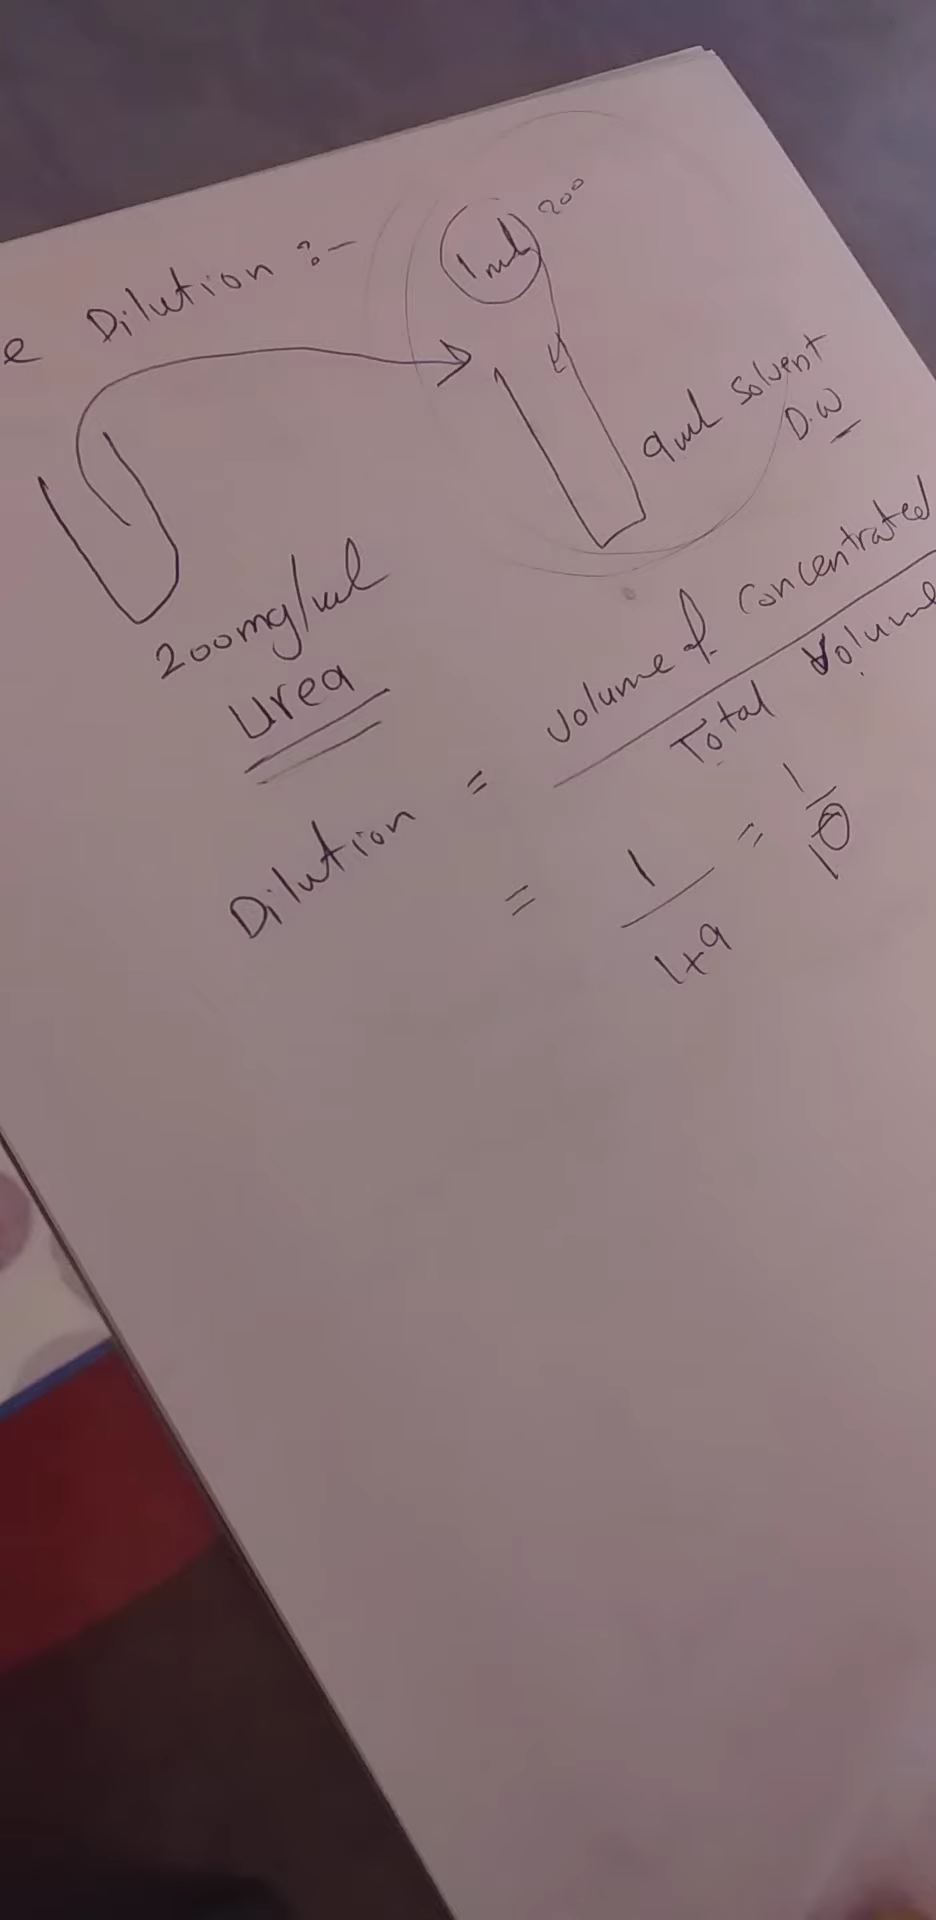 e Dilution :-
1ml 200
9ml solvent
D.W
200mg/ml
Urea
Dilution = Volume of Concentrated / Total Volume
= 1 / 1+9 = 1 / 10